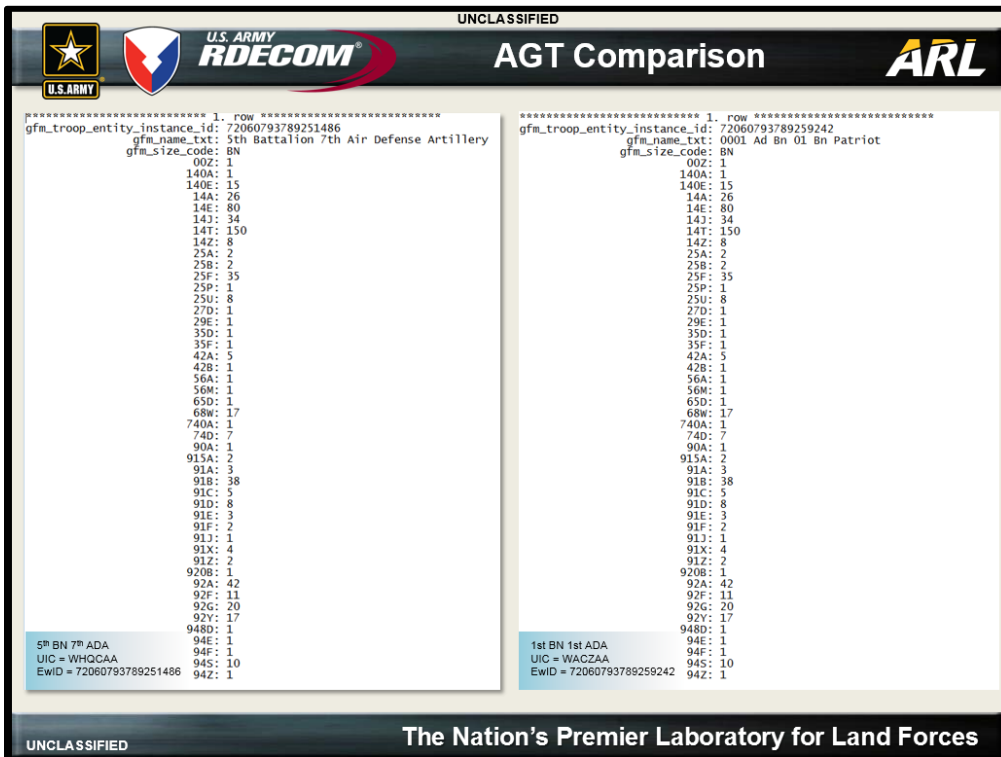 UNCLASSIFIED
U.S. ARMY
U.S. ARMY
RDECOM®
AGT Comparison
ARL
*************************** 1. row ***************************
gfm_troop_entity_instance_id: 72060793789251486
gfm_name_txt: 5th Battalion 7th Air Defense Artillery
gfm_size_code: BN
00Z: 1
140A: 1
140E: 15
14A: 26
14E: 80
14J: 34
14T: 150
14Z: 8
25A: 2
25B: 2
25F: 35
25P: 1
25U: 8
27D: 1
29E: 1
35D: 1
35F: 1
42A: 5
42B: 1
56A: 1
56M: 1
65D: 1
68W: 17
740A: 1
74D: 7
90A: 1
915A: 2
91A: 3
91B: 38
91C: 5
91D: 8
91E: 3
91F: 2
91J: 1
91X: 4
91Z: 2
920B: 1
92A: 42
92F: 11
92G: 20
92Y: 17
948D: 1
94E: 1
94F: 1
94S: 10
94Z: 1
5th BN 7th ADA
UIC = WHQCAA
EwID = 72060793789251486
*************************** 1. row ***************************
gfm_troop_entity_instance_id: 72060793789259242
gfm_name_txt: 0001 Ad Bn 01 Bn Patriot
gfm_size_code: BN
00Z: 1
140A: 1
140E: 15
14A: 26
14E: 80
14J: 34
14T: 150
14Z: 8
25A: 2
25B: 2
25F: 35
25P: 1
25U: 8
27D: 1
29E: 1
35D: 1
35F: 1
42A: 5
42B: 1
56A: 1
56M: 1
65D: 1
68W: 17
740A: 1
74D: 7
90A: 1
915A: 2
91A: 3
91B: 38
91C: 5
91D: 8
91E: 3
91F: 2
91J: 1
91X: 4
91Z: 2
920B: 1
92A: 42
92F: 11
92G: 20
92Y: 17
948D: 1
94E: 1
94F: 1
94S: 10
94Z: 1
1st BN 1st ADA
UIC = WACZAA
EwID = 72060793789259242
UNCLASSIFIED
The Nation's Premier Laboratory for Land Forces